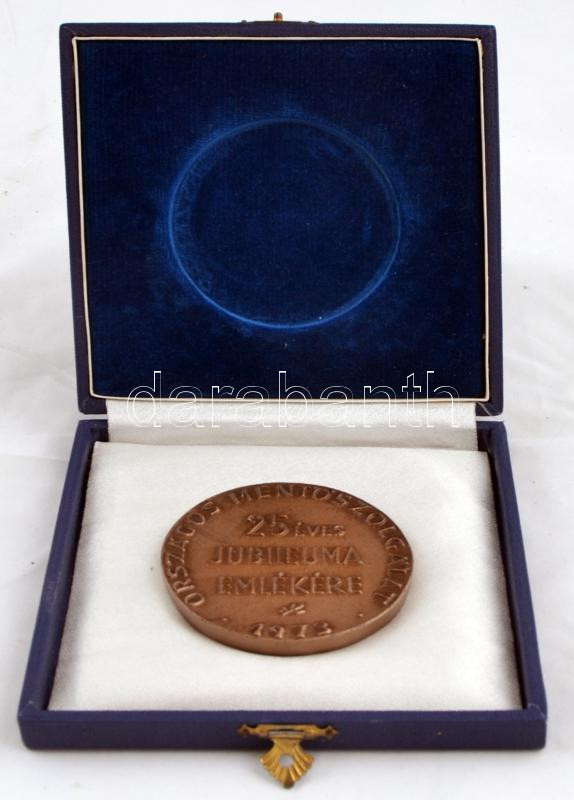 darabanth
ORSZÁGOS MENTŐSZOLGÁLAT
25 ÉVES
JUBILEUMA
EMLÉKÉRE
· 1973 ·